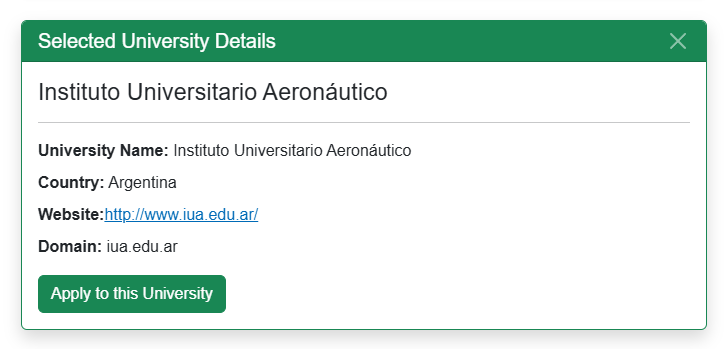 Selected University Details
Instituto Universitario Aeronáutico
University Name: Instituto Universitario Aeronáutico
Country: Argentina
Website:http://www.iua.edu.ar/
Domain: iua.edu.ar
Apply to this University